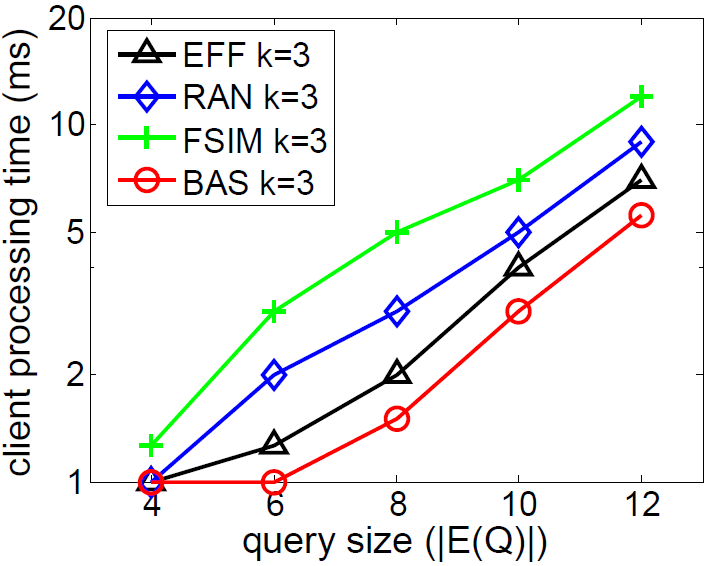 20
10
5
2
1
client processing time (ms)
EFF k=3
RAN k=3
FSIM k=3
BAS k=3
4 6 8 10 12
query size (|E(Q)|)